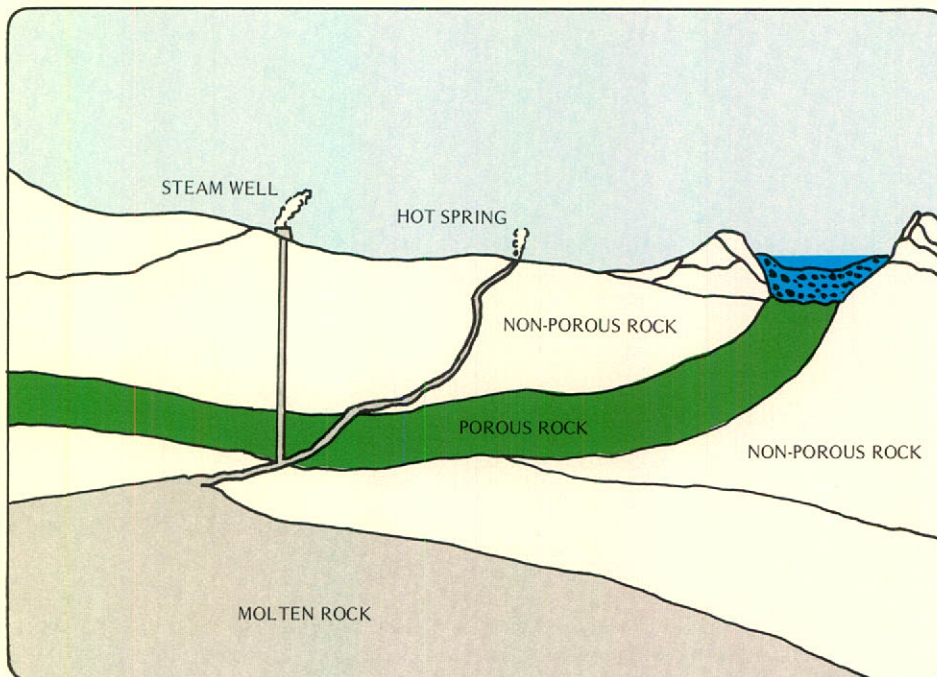 STEAM WELL
HOT SPRING
NON-POROUS ROCK
POROUS ROCK
NON-POROUS ROCK
MOLTEN ROCK